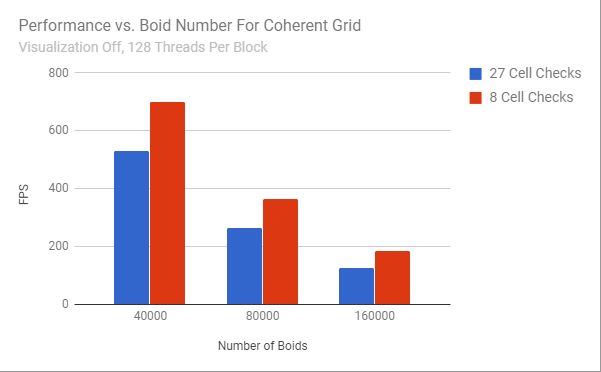 Performance vs. Boid Number For Coherent Grid
Visualization Off, 128 Threads Per Block
27 Cell Checks
8 Cell Checks
800
600
400
200
0
FPS
40000
80000
160000
Number of Boids